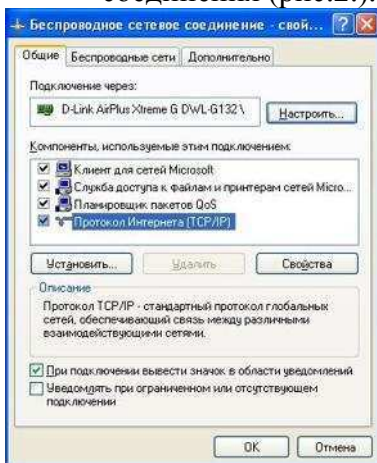 соединения (рис.2.).
Беспроводное сетевое соединение - свой...
Общие Беспроводные сети Дополнительно
Подключение через:
D-Link AirPlus Xtreme G DWL-G132 \ Настроить...
Компоненты, используемые этим подключением:
Клиент для сетей Microsoft
Служба доступа к файлам и принтерам сетей Micro...
Планировщик пакетов QoS
Протокол Интернета (TCP/IP)
Установить... Удалить Свойства
Описание
Протокол TCP/IP - стандартный протокол глобальных
сетей, обеспечивающий связь между различными
взаимодействующими сетями.
При подключении вывести значок в области уведомлений
Уведомлять при ограниченном или отсутствующем
подключении
OK Отмена